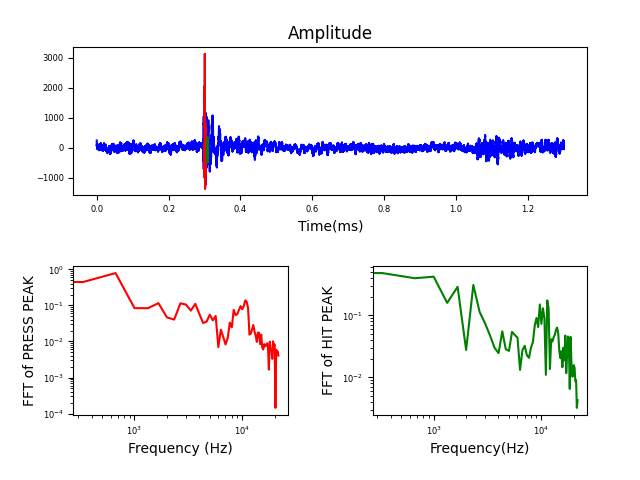 Amplitude
3000
2000
1000
0
−1000
0.0 0.2 0.4 0.6 0.8 1.0 1.2
Time(ms)
FFT of PRESS PEAK
10⁰
10⁻¹
10⁻²
10⁻³
10⁻⁴
10³ 10⁴
Frequency (Hz)
FFT of HIT PEAK
10⁻¹
10⁻²
10³ 10⁴
Frequency(Hz)